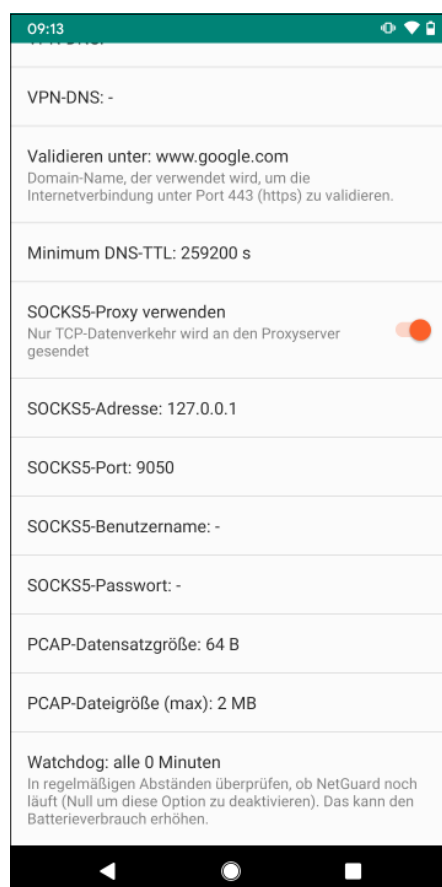 09:13
VPN-DNS: -
Validieren unter: www.google.com
Domain-Name, der verwendet wird, um die
Internetverbindung unter Port 443 (https) zu validieren.
Minimum DNS-TTL: 259200 s
SOCKS5-Proxy verwenden
Nur TCP-Datenverkehr wird an den Proxyserver
gesendet
SOCKS5-Adresse: 127.0.0.1
SOCKS5-Port: 9050
SOCKS5-Benutzername: -
SOCKS5-Passwort: -
PCAP-Datensatzgröße: 64 B
PCAP-Dateigröße (max): 2 MB
Watchdog: alle 0 Minuten
In regelmäßigen Abständen überprüfen, ob NetGuard noch
läuft (Null um diese Option zu deaktivieren). Das kann den
Batterieverbrauch erhöhen.